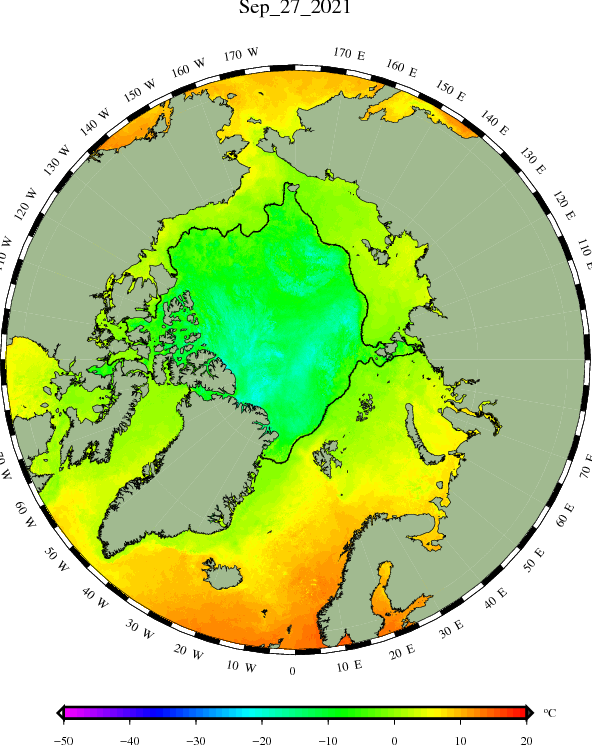 Sep_27_2021
170 W
170 E
160 W
160 E
150 W
150 E
140 W
140 E
130 W
130 E
120 W
120 E
110 E
70 E
60 W
60 E
50 W
50 E
40 W
40 E
30 W
30 E
20 W
20 E
10 W
10 E
0
°C
−50 −40 −30 −20 −10 0 10 20